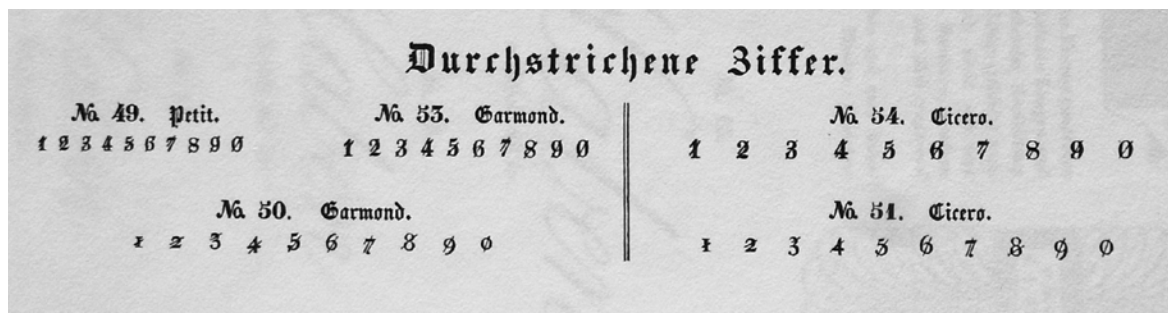 Durchstrichene Ziffer.
No. 49. Petit.
1 2 3 4 5 6 7 8 9 0
No. 53. Garmond.
1 2 3 4 5 6 7 8 9 0
No. 50. Garmond.
1 2 3 4 5 6 7 8 9 0
No. 54. Cicero.
1 2 3 4 5 6 7 8 9 0
No. 51. Cicero.
1 2 3 4 5 6 7 8 9 0